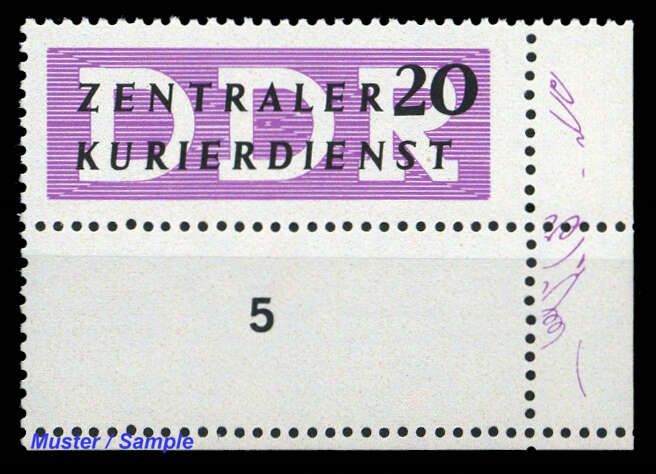 DDR
ZENTRALER 20
KURIERDIENST
5
Muster / Sample